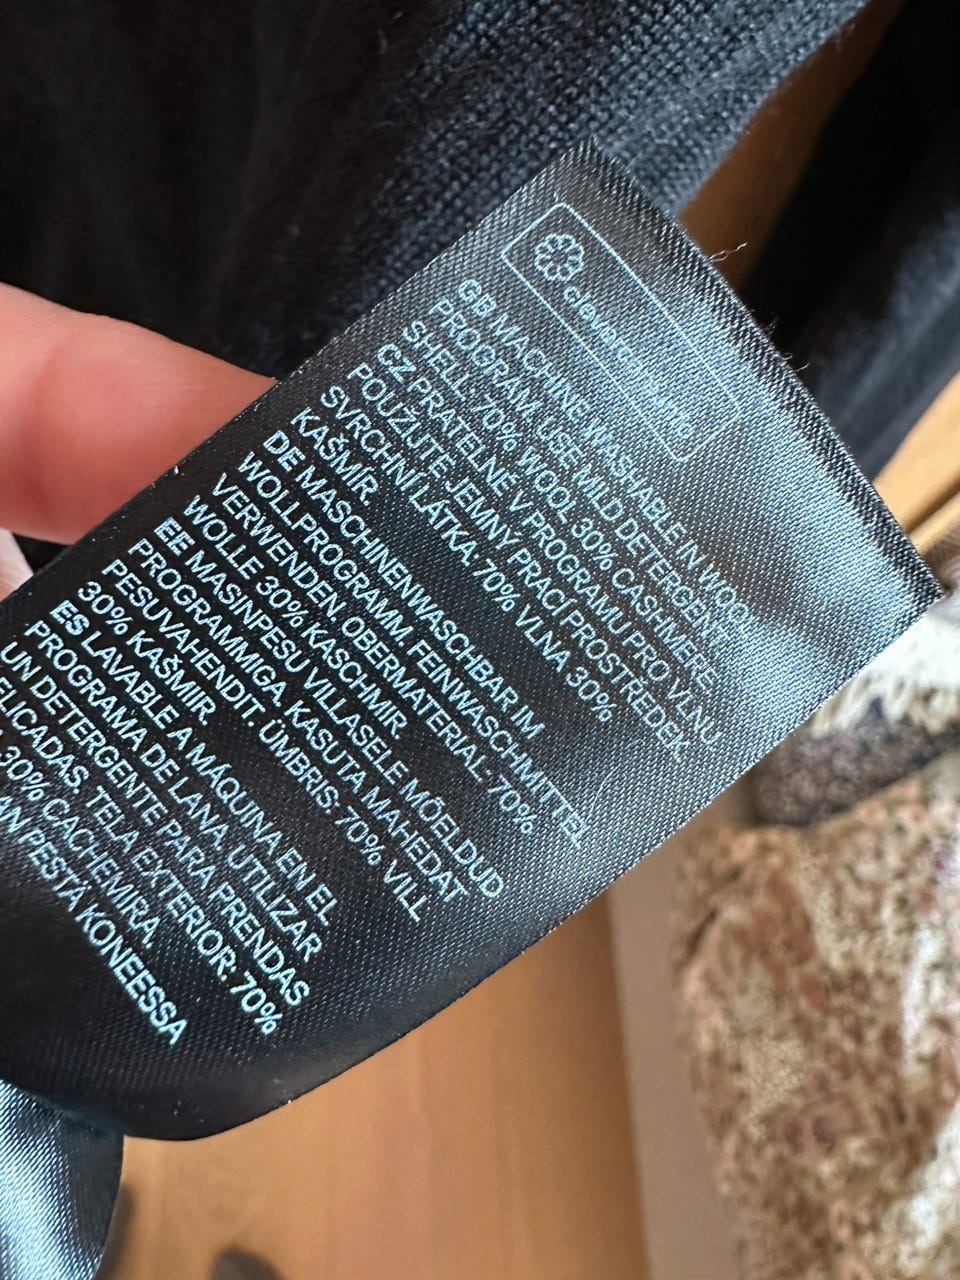 clevercare.info
GB MACHINE WASHABLE IN WOOL
PROGRAM. USE MILD DETERGENT.
SHELL: 70% WOOL 30% CASHMERE
CZ PRATELNÉ V PROGRAMU PRO VLNU
POUŽIJTE JEMNÝ PRACÍ PROSTŘEDEK
SVRCHNÍ LÁTKA: 70% VLNA 30%
KAŠMÍR.
DE MASCHINENWASCHBAR IM
WOLLPROGRAMM FEINWASCHMITTEL
VERWENDEN. OBERMATERIAL: 70%
WOLLE 30% KASCHMIR
EE MASINPESU VILLASELE MÕELDUD
PROGRAMMIGA. KASUTA MAHEDAT
PESUVAHENDIT. ÜMBRIS: 70% VILL
30% KAŠMIIR.
ES LAVABLE A MÁQUINA EN EL
PROGRAMA DE LANA. UTILIZAR
UN DETERGENTE PARA PRENDAS
TELA EXTERIOR: 70%
30% CACHEMIRA.
KONEESSA